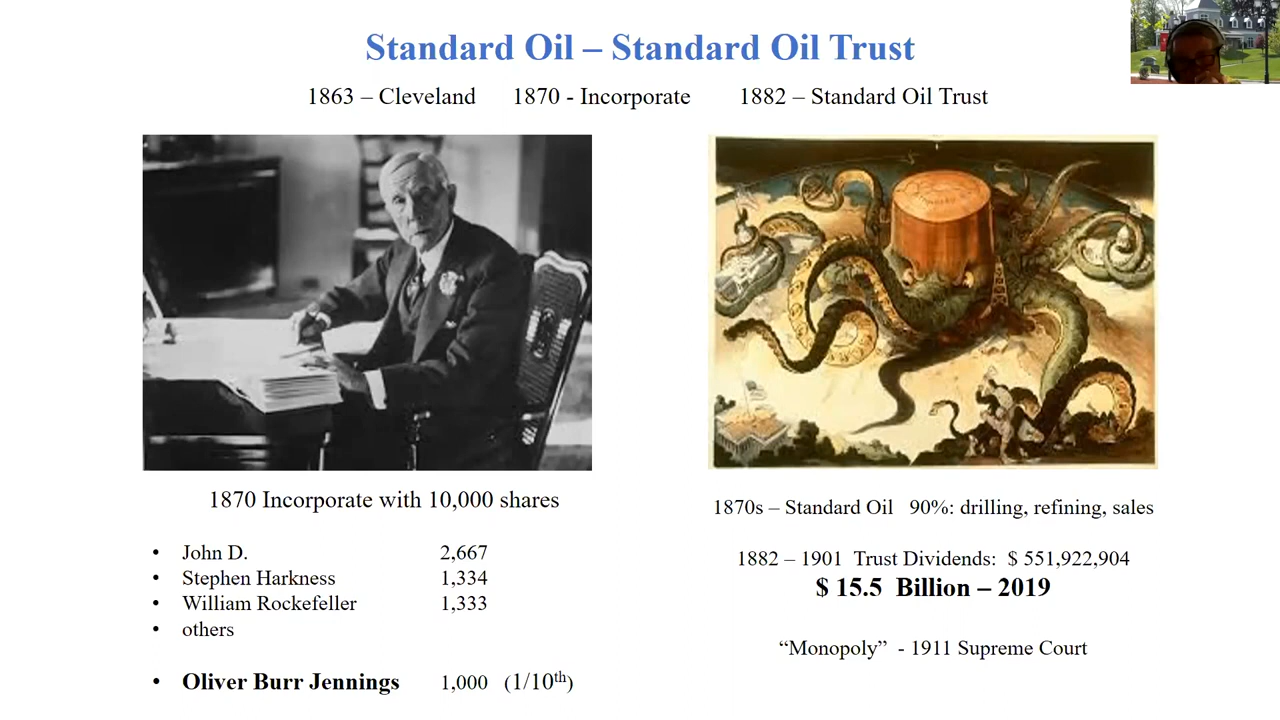 Standard Oil – Standard Oil Trust
1863 – Cleveland 1870 - Incorporate 1882 – Standard Oil Trust
1870 Incorporate with 10,000 shares
• John D. 2,667
• Stephen Harkness 1,334
• William Rockefeller 1,333
• others
• Oliver Burr Jennings 1,000 (1/10th)
1870s – Standard Oil 90%: drilling, refining, sales
1882 – 1901 Trust Dividends: $ 551,922,904
$ 15.5 Billion – 2019
“Monopoly” - 1911 Supreme Court